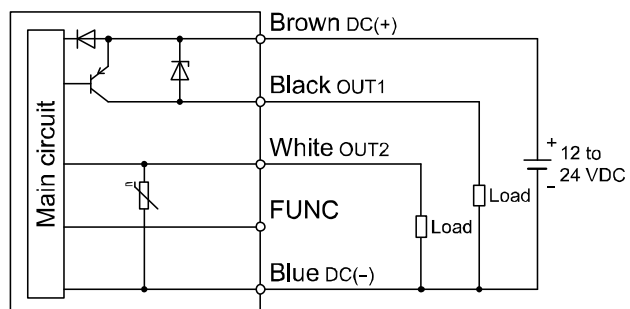 Brown DC(+)
Black OUT1
White OUT2
FUNC
Blue DC(−)
Main circuit
Load
Load
+
12 to
24 VDC
−